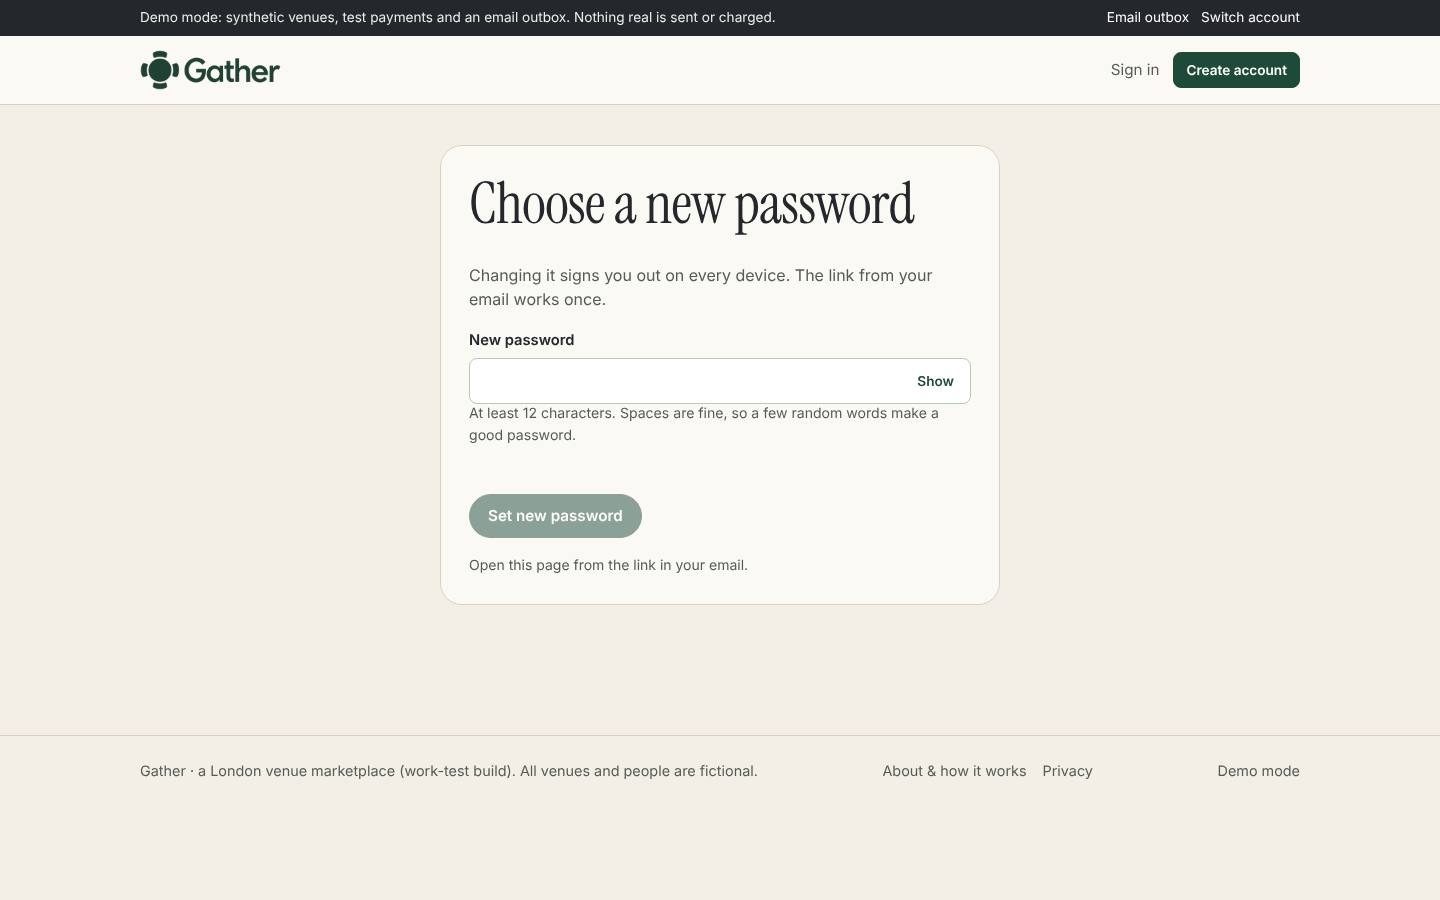 Demo mode: synthetic venues, test payments and an email outbox. Nothing real is sent or charged.
Email outbox
Switch account
Gather
Sign in
Create account
Choose a new password
Changing it signs you out on every device. The link from your
email works once.
New password
Show
At least 12 characters. Spaces are fine, so a few random words make a
good password.
Set new password
Open this page from the link in your email.
Gather · a London venue marketplace (work-test build). All venues and people are fictional.
About & how it works
Privacy
Demo mode